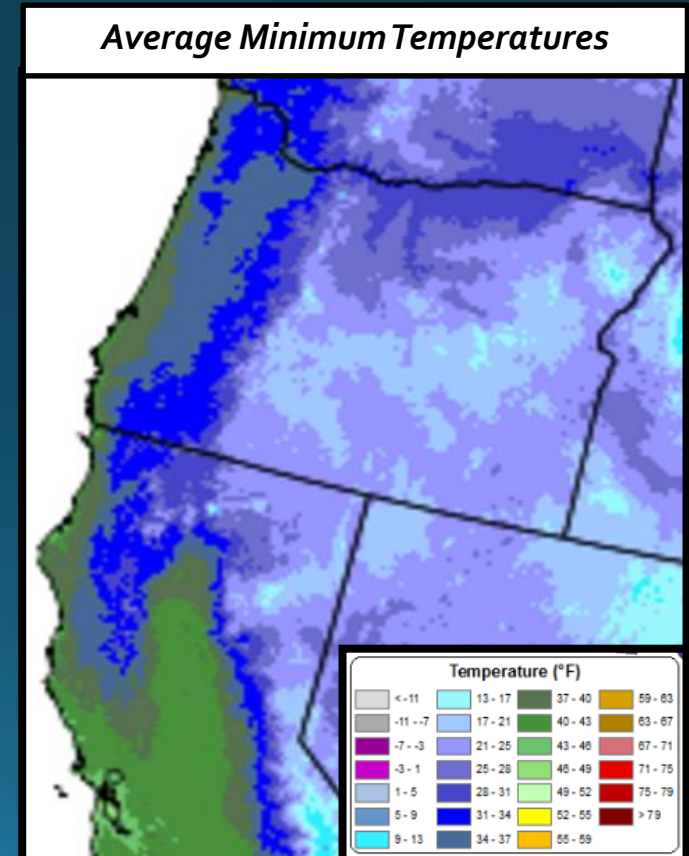 Average Minimum Temperatures
Temperature (°F)
< -11
-11 - -7
-7 - -3
-3 - 1
1 - 5
5 - 9
9 - 13
13 - 17
17 - 21
21 - 25
25 - 28
28 - 31
31 - 34
34 - 37
37 - 40
40 - 43
43 - 46
46 - 49
49 - 52
52 - 55
55 - 59
59 - 63
63 - 67
67 - 71
71 - 75
75 - 79
> 79